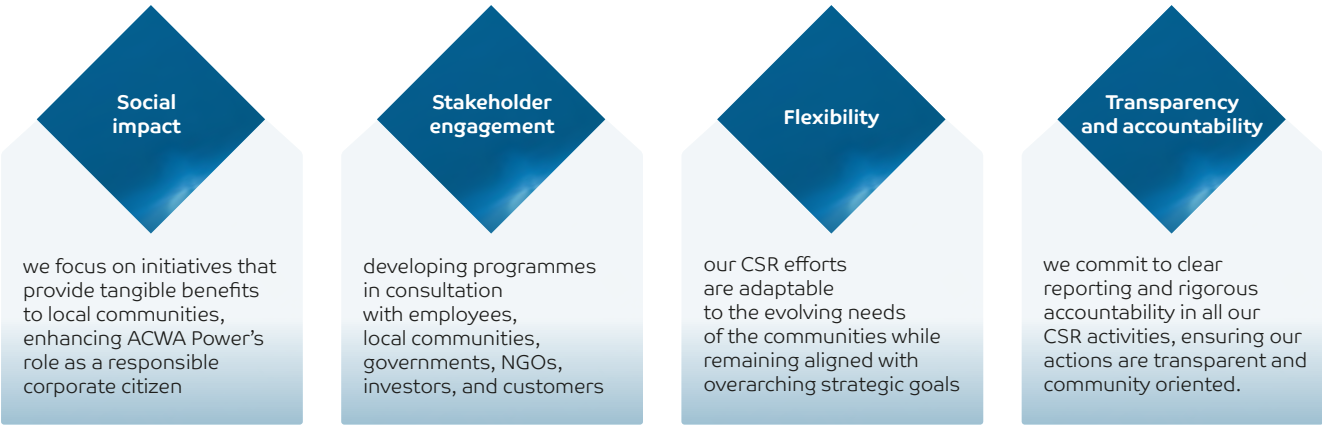 Social
impact
we focus on initiatives that
provide tangible benefits
to local communities,
enhancing ACWA Power’s
role as a responsible
corporate citizen
Stakeholder
engagement
developing programmes
in consultation
with employees,
local communities,
governments, NGOs,
investors, and customers
Flexibility
our CSR efforts
are adaptable
to the evolving needs
of the communities while
remaining aligned with
overarching strategic goals
Transparency
and accountability
we commit to clear
reporting and rigorous
accountability in all our
CSR activities, ensuring our
actions are transparent and
community oriented.